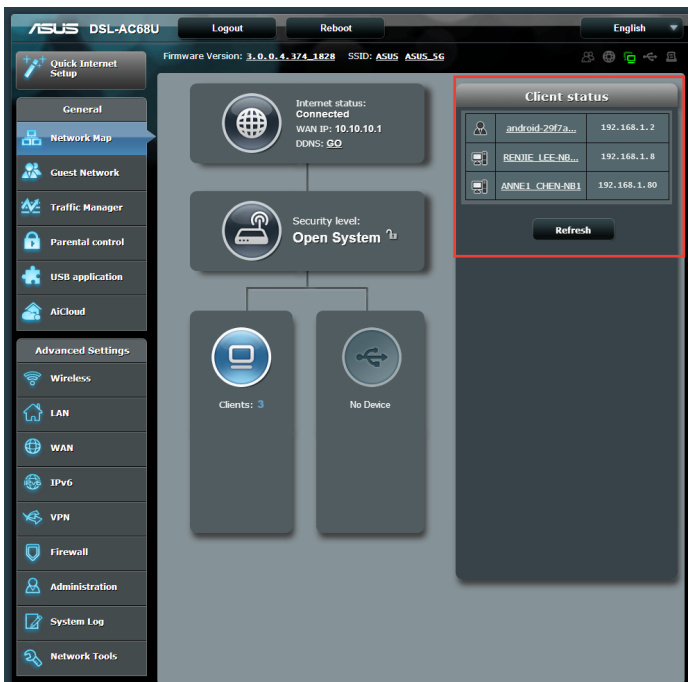 ASUS DSL-AC68U
Logout
Reboot
English
Quick Internet
Setup
Firmware Version: 3.0.0.4.374_1828 SSID: ASUS ASUS_5G
General
Network Map
Guest Network
Traffic Manager
Parental control
USB application
AiCloud
Advanced Settings
Wireless
LAN
WAN
IPv6
VPN
Firewall
Administration
System Log
Network Tools
Internet status:
Connected
WAN IP: 10.10.10.1
DDNS: GO
Security level:
Open System
Clients: 3
No Device
Client status
android-29f7a... 192.168.1.2
RENJIE_LEE-NB... 192.168.1.8
ANNE1_CHEN-NB1 192.168.1.80
Refresh